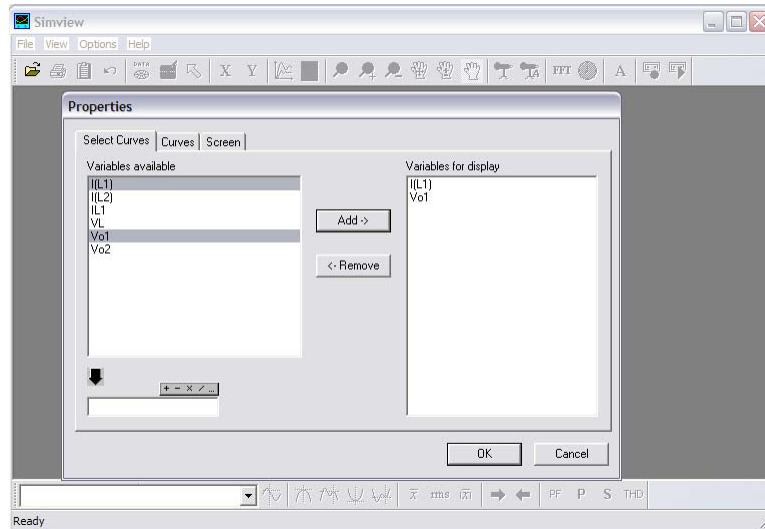 Simview
File View Options Help
DATA X Y FFT A
Properties
Select Curves Curves Screen
Variables available
Variables for display
I(L1)
I(L2)
IL1
VL
Vo1
Vo2
Add ->
<- Remove
I(L1)
Vo1
+ - × / ...
OK Cancel
x rms |x| PF P S THD
Ready